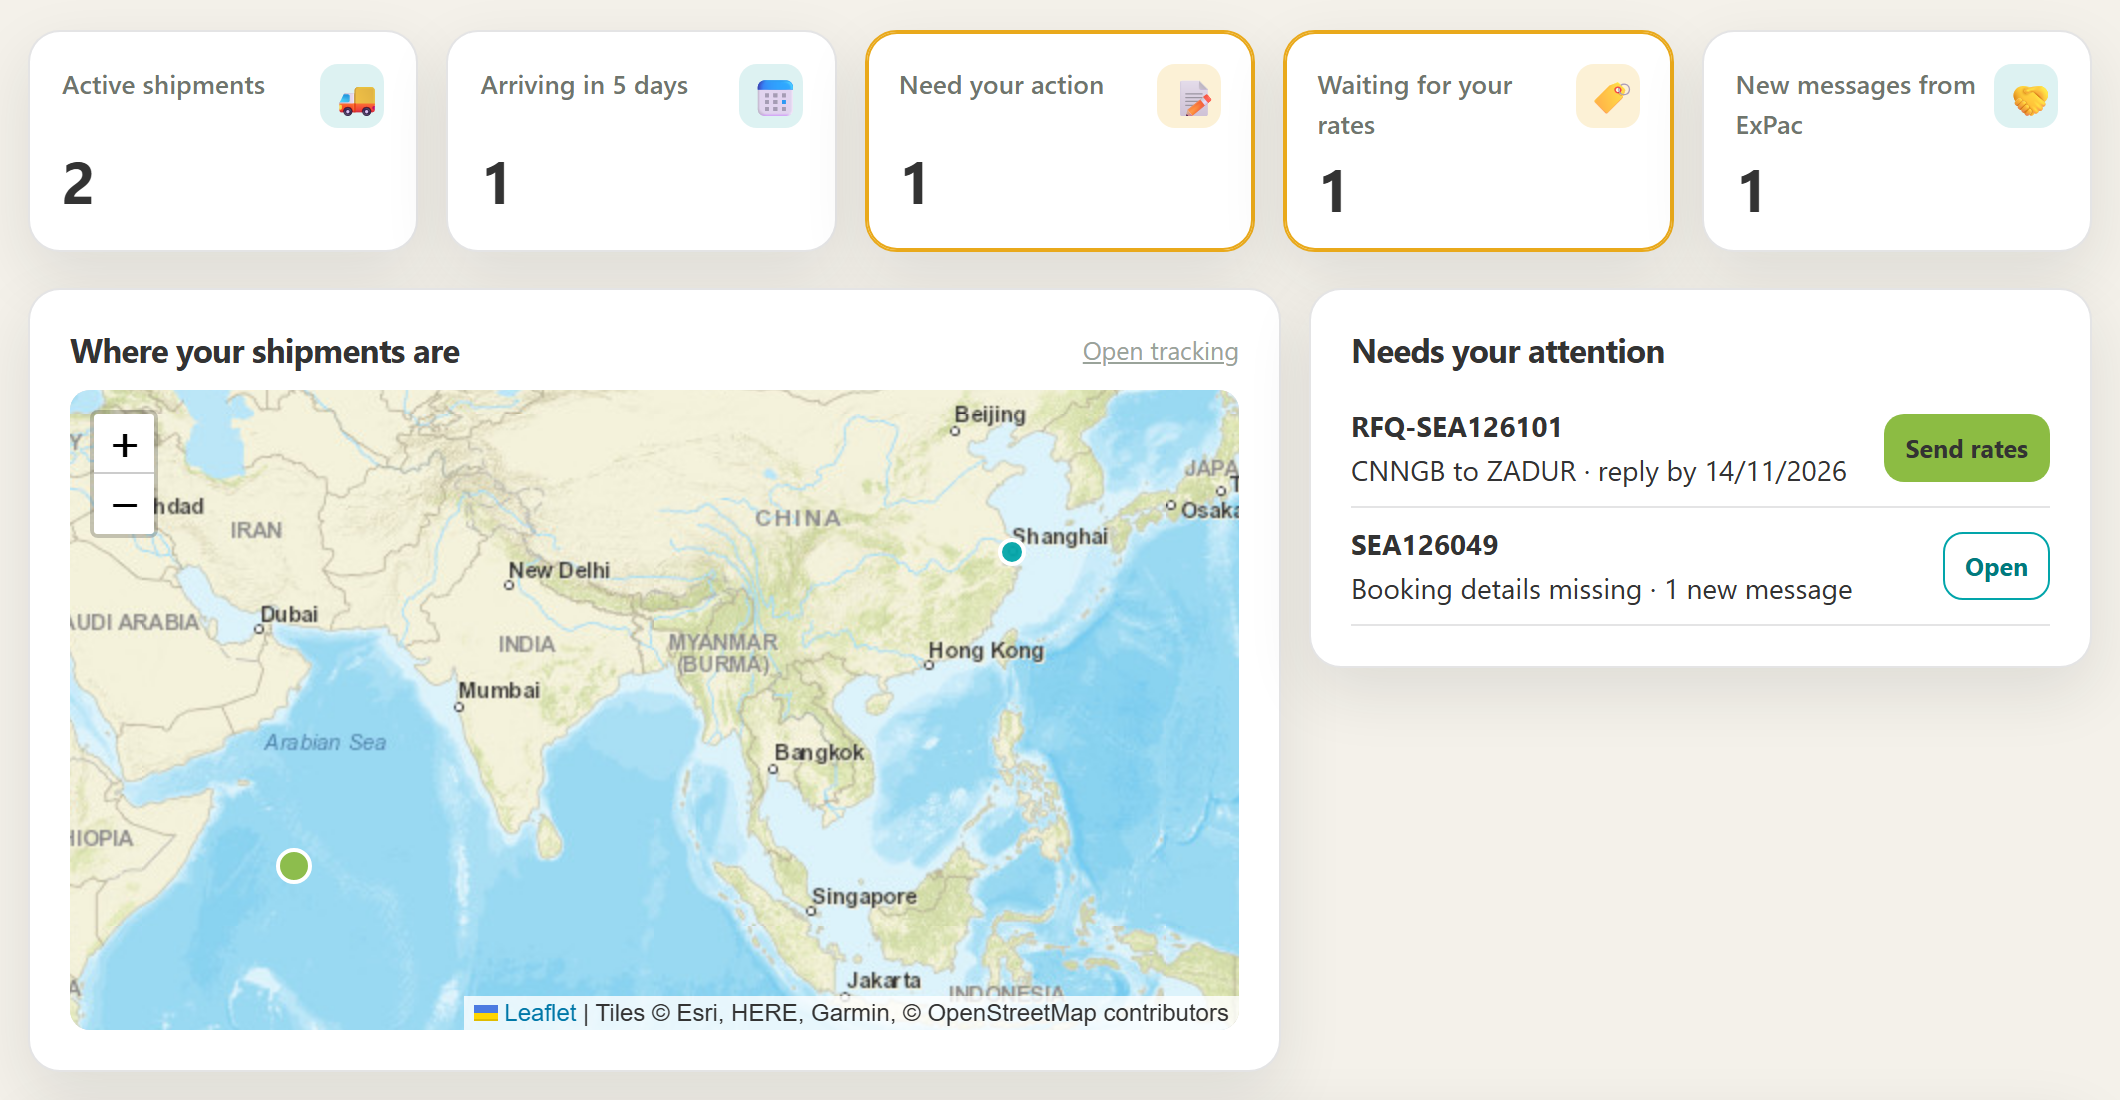 Active shipments
2
Arriving in 5 days
1
Need your action
1
Waiting for your
rates
1
New messages from
ExPac
1
Where your shipments are
Open tracking
+
−
hdad
IRAN
AUDI ARABIA
Dubai
New Delhi
INDIA
Mumbai
Arabian Sea
HIOPIA
CHINA
Beijing
JAPA
Osaka
Shanghai
MYANMAR
(BURMA)
Hong Kong
Bangkok
Singapore
Jakarta
INDONESIA
Leaflet | Tiles © Esri, HERE, Garmin, © OpenStreetMap contributors
Needs your attention
RFQ-SEA126101
CNNGB to ZADUR · reply by 14/11/2026
Send rates
SEA126049
Booking details missing · 1 new message
Open